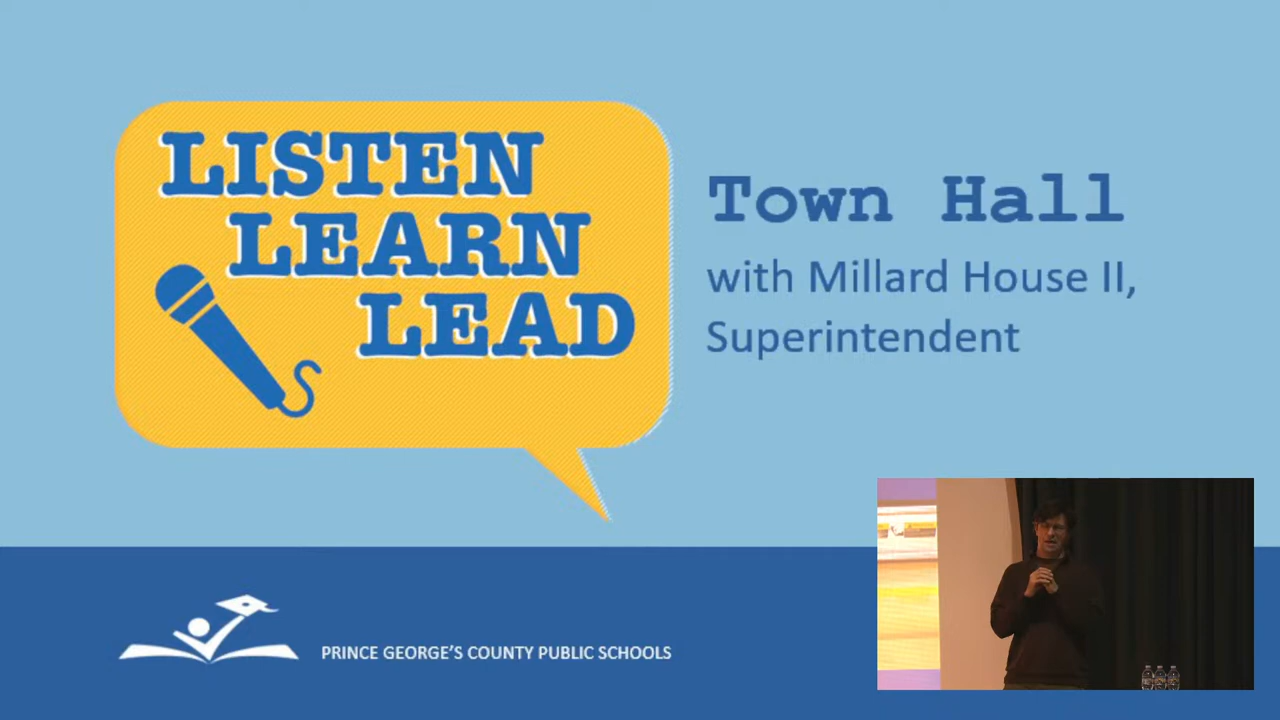 LISTEN
LEARN
LEAD
Town Hall
with Millard House II,
Superintendent
PRINCE GEORGE'S COUNTY PUBLIC SCHOOLS